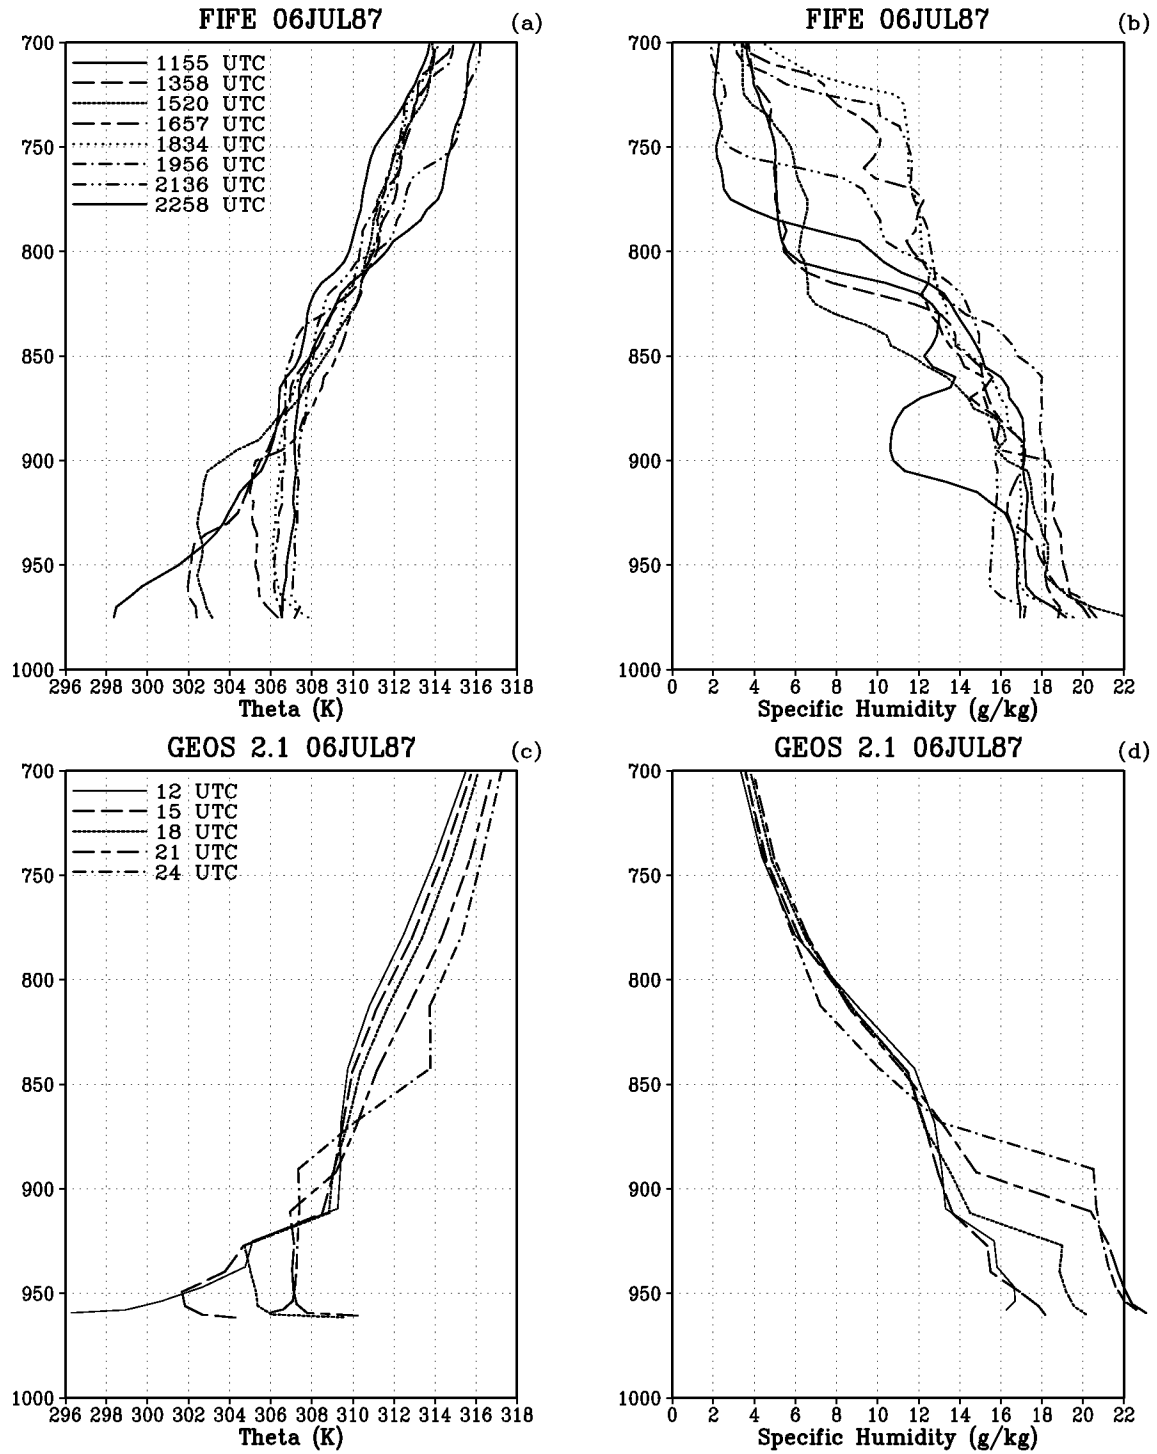 FIFE 06JUL87 (a)
700
750
800
850
900
950
1000
1155 UTC
1358 UTC
1520 UTC
1657 UTC
1834 UTC
1956 UTC
2136 UTC
2258 UTC
296 298 300 302 304 306 308 310 312 314 316 318
Theta (K)
FIFE 06JUL87 (b)
700
750
800
850
900
950
1000
0 2 4 6 8 10 12 14 16 18 20 22
Specific Humidity (g/kg)
GEOS 2.1 06JUL87 (c)
700
750
800
850
900
950
1000
12 UTC
15 UTC
18 UTC
21 UTC
24 UTC
296 298 300 302 304 306 308 310 312 314 316 318
Theta (K)
GEOS 2.1 06JUL87 (d)
700
750
800
850
900
950
1000
0 2 4 6 8 10 12 14 16 18 20 22
Specific Humidity (g/kg)